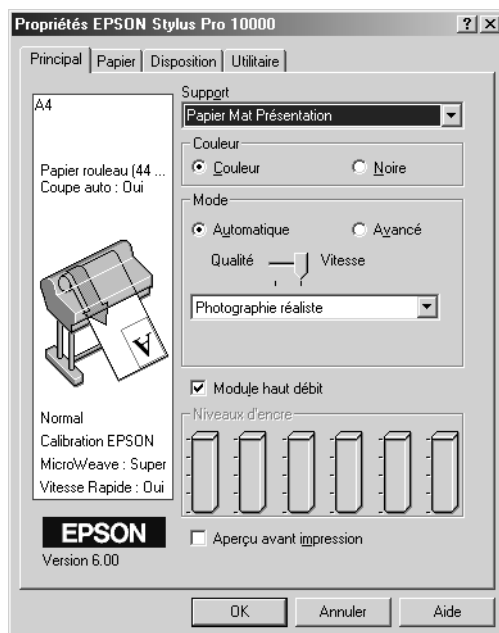 Propriétés EPSON Stylus Pro 10000
Principal Papier Disposition Utilitaire
A4
Papier rouleau (44 ...
Coupe auto : Oui
A
Normal
Calibration EPSON
MicroWeave : Super
Vitesse Rapide : Oui
EPSON
Version 6.00
Support
Papier Mat Présentation
Couleur
Couleur Noire
Mode
Automatique Avancé
Qualité Vitesse
Photographie réaliste
Module haut débit
Niveaux d'encre
Aperçu avant impression
OK Annuler Aide